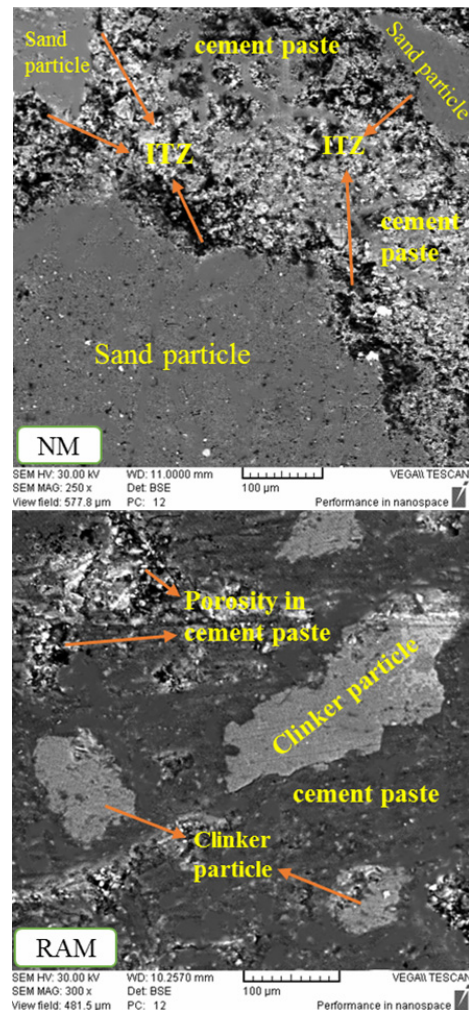 Sand
particle
cement paste
Sand particle
ITZ
ITZ
cement
paste
Sand particle
NM
SEM HV: 30.00 kV WD: 11.0000 mm VEGA\\ TESCAN
SEM MAG: 250 x Det: BSE 100 µm
View field: 577.8 µm PC: 12 Performance in nanospace
Porosity in
cement paste
Clinker particle
cement paste
Clinker
particle
RAM
SEM HV: 30.00 kV WD: 10.2570 mm VEGA\\ TESCAN
SEM MAG: 300 x Det: BSE 100 µm
View field: 481.5 µm PC: 12 Performance in nanospace